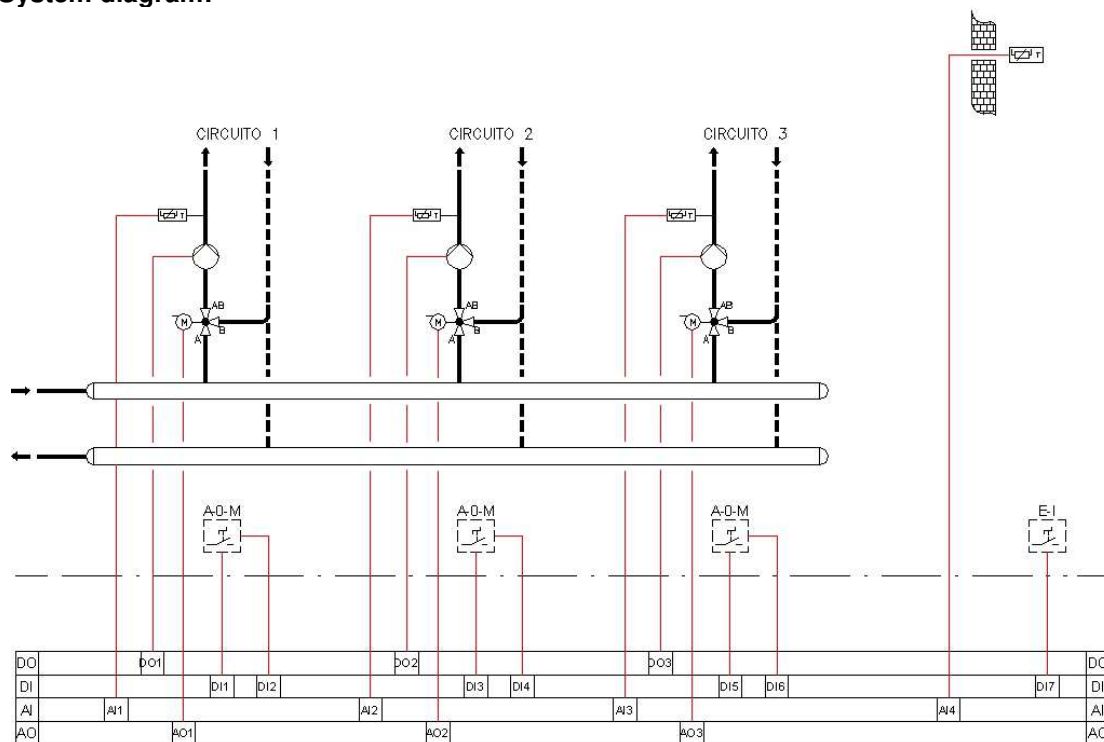 System diagram
T
CIRCUITO 1 CIRCUITO 2 CIRCUITO 3
T T T
AB AB AB
M B M B M B
A A A
A-0-M A-0-M A-0-M E-I
DO DO1 DO2 DO3 DO
DI DI1 DI2 DI3 DI4 DI5 DI6 DI7 DI
AI AI1 AI2 AI3 AI4 AI
AO AO1 AO2 AO3 AO